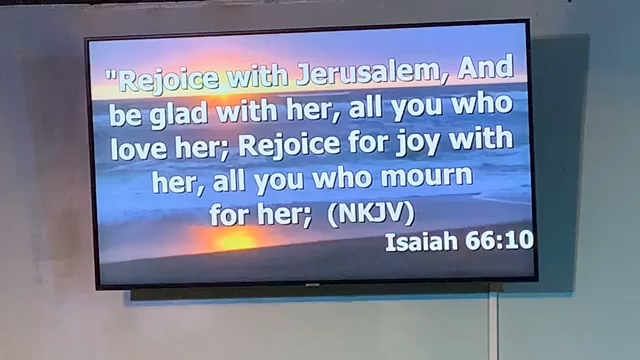 "Rejoice with Jerusalem, And
be glad with her, all you who
love her; Rejoice for joy with
her, all you who mourn
for her; (NKJV)
Isaiah 66:10